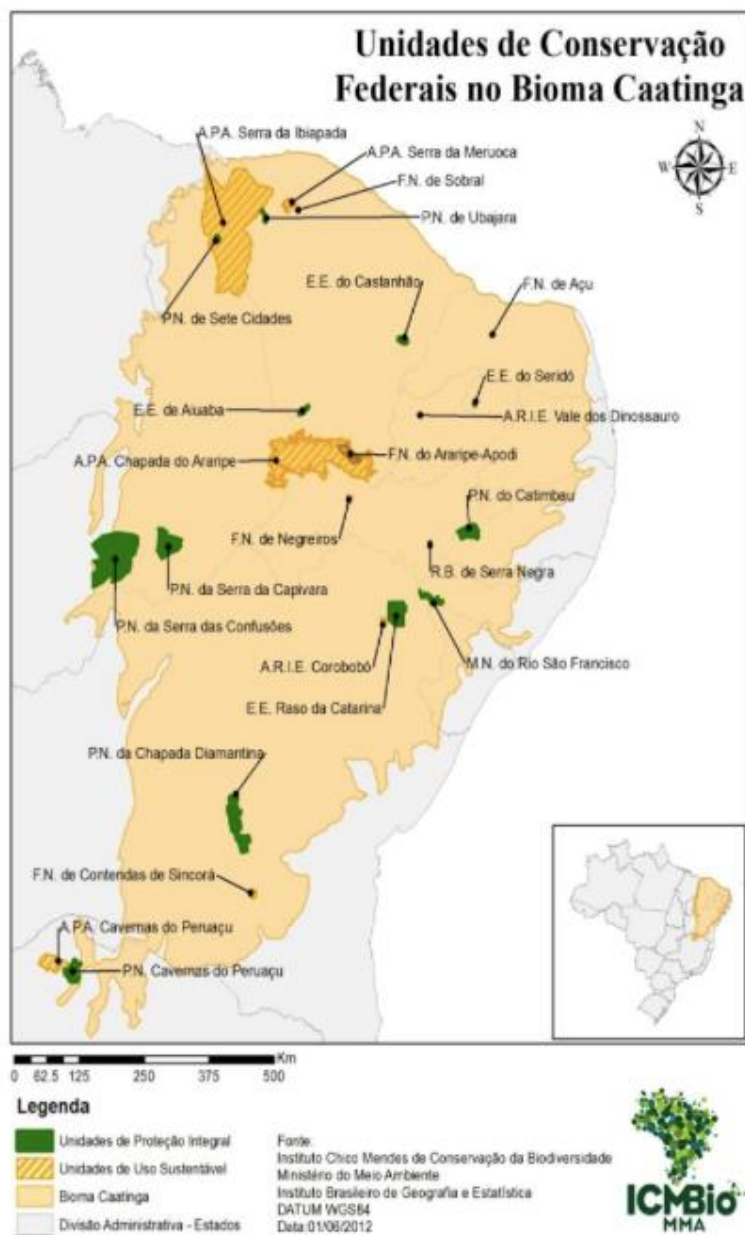 Unidades de Conservação
Federais no Bioma Caatinga
N
W E
S
A.P.A. Serra da Ibiapada
A.P.A. Serra da Meruoca
F.N. de Sobral
P.N. de Ubajara
E.E. do Castanhão
F.N. de Açu
P.N. de Sete Cidades
E.E. do Seridó
E.E. de Aiuaba
A.R.I.E. Vale dos Dinossauro
A.P.A. Chapada do Araripe
F.N. do Araripe-Apodi
P.N. do Catimbau
F.N. de Negreiros
R.B. de Serra Negra
P.N. da Serra da Capivara
P.N. da Serra das Confusões
A.R.I.E. Corobobó
M.N. do Rio São Francisco
E.E. Raso da Catarina
P.N. da Chapada Diamantina
F.N. de Contendas de Sincorá
A.P.A. Cavernas do Peruaçu
P.N. Cavernas do Peruaçu
Km
0 62.5 125 250 375 500
Legenda
Unidades de Proteção Integral
Unidades de Uso Sustentável
Bioma Caatinga
Divisão Administrativa - Estados
Fonte:
Instituto Chico Mendes de Conservação da Biodiversidade
Ministério do Meio Ambiente
Instituto Brasileiro de Geografia e Estatística
DATUM WGS84
Data:01/06/2012
ICMBio
MMA